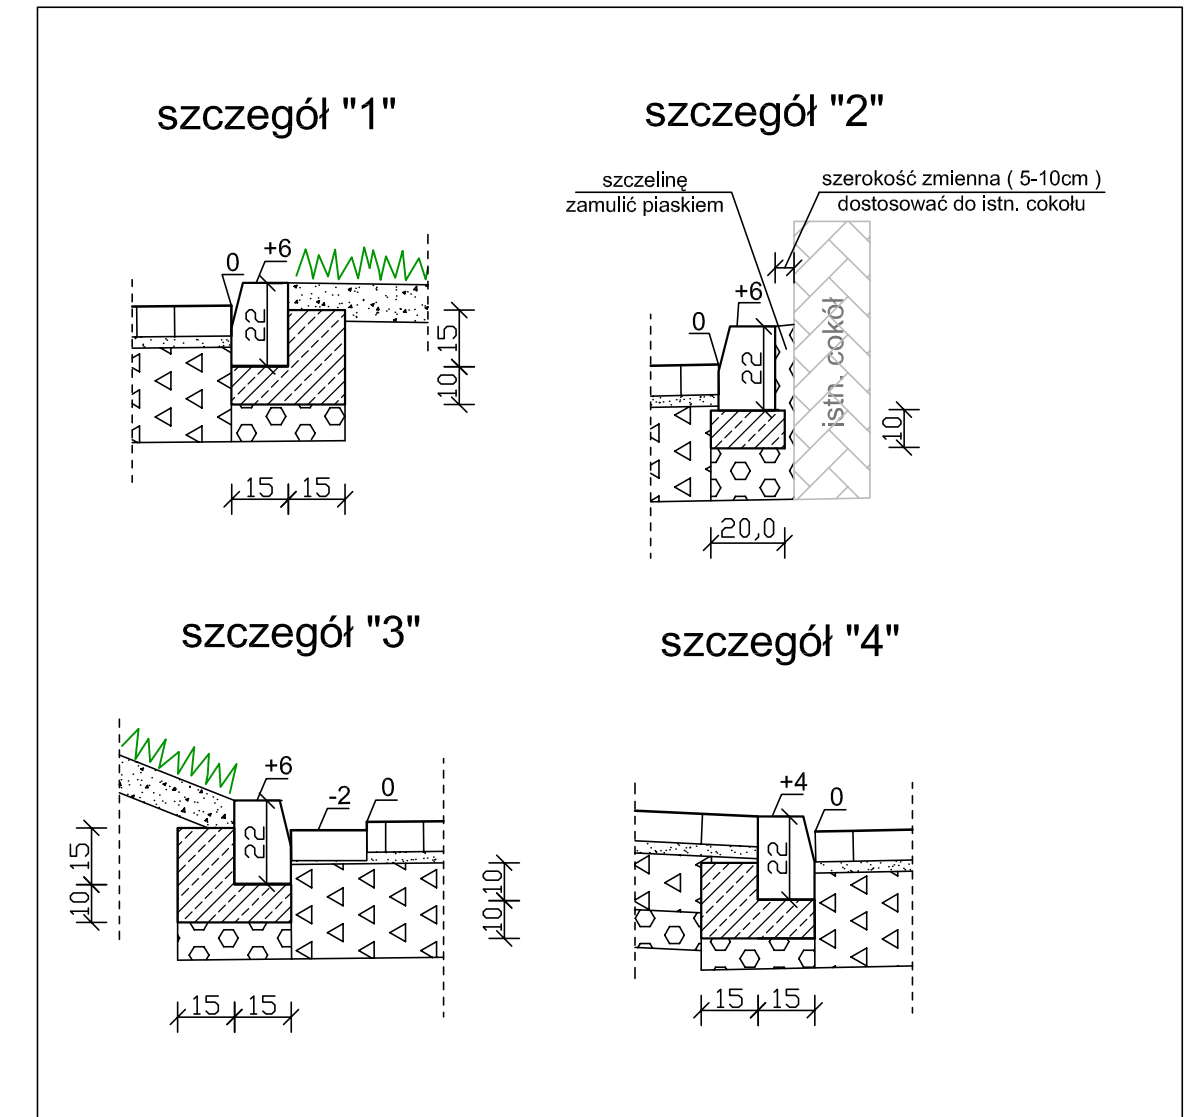 szczegół "1"
0
+6
22
15
10
15 15
szczegół "2"
szczelinę
zamulić piaskiem
szerokość zmienna ( 5-10cm )
dostosować do istn. cokołu
+6
0
22
istn. cokół
10
20,0
szczegół "3"
+6
-2
0
22
15
10
15 15
szczegół "4"
+4
0
22
10
10
15 15